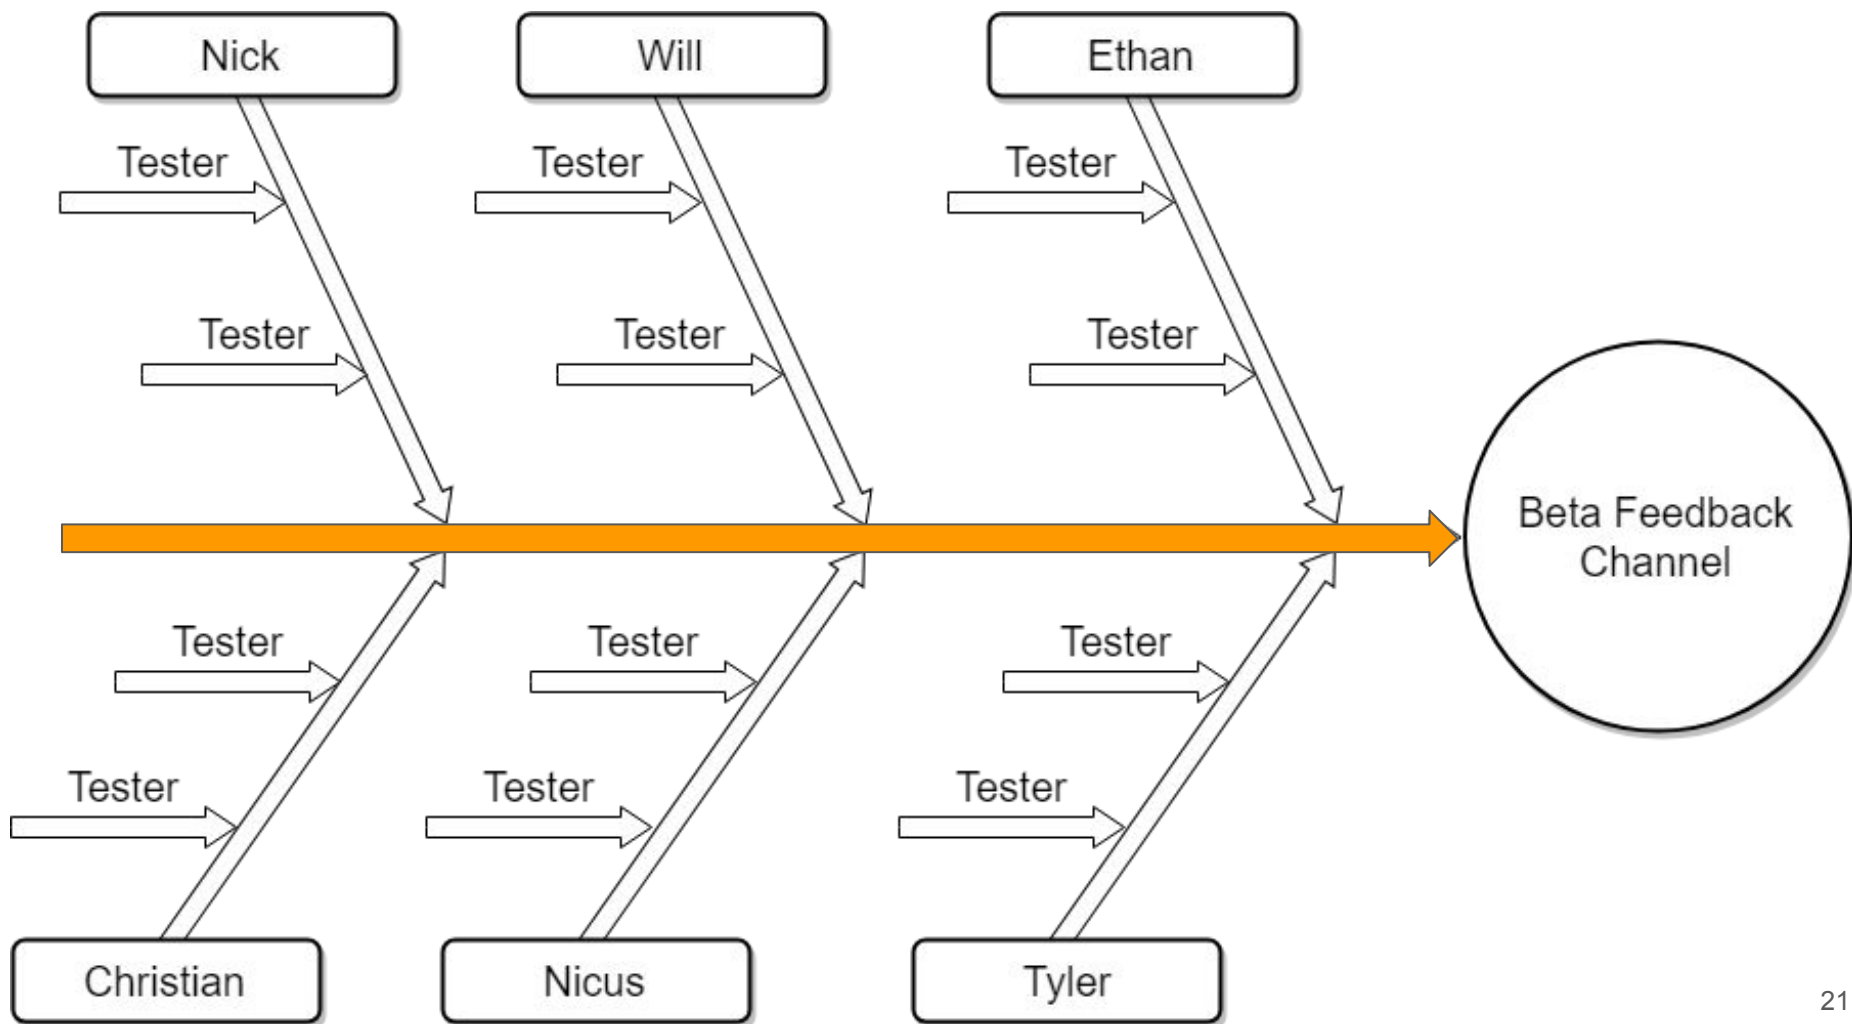 Nick
Will
Ethan
Tester
Tester
Tester
Tester
Tester
Tester
Beta Feedback
Channel
Tester
Tester
Tester
Tester
Tester
Tester
Christian
Nicus
Tyler
21